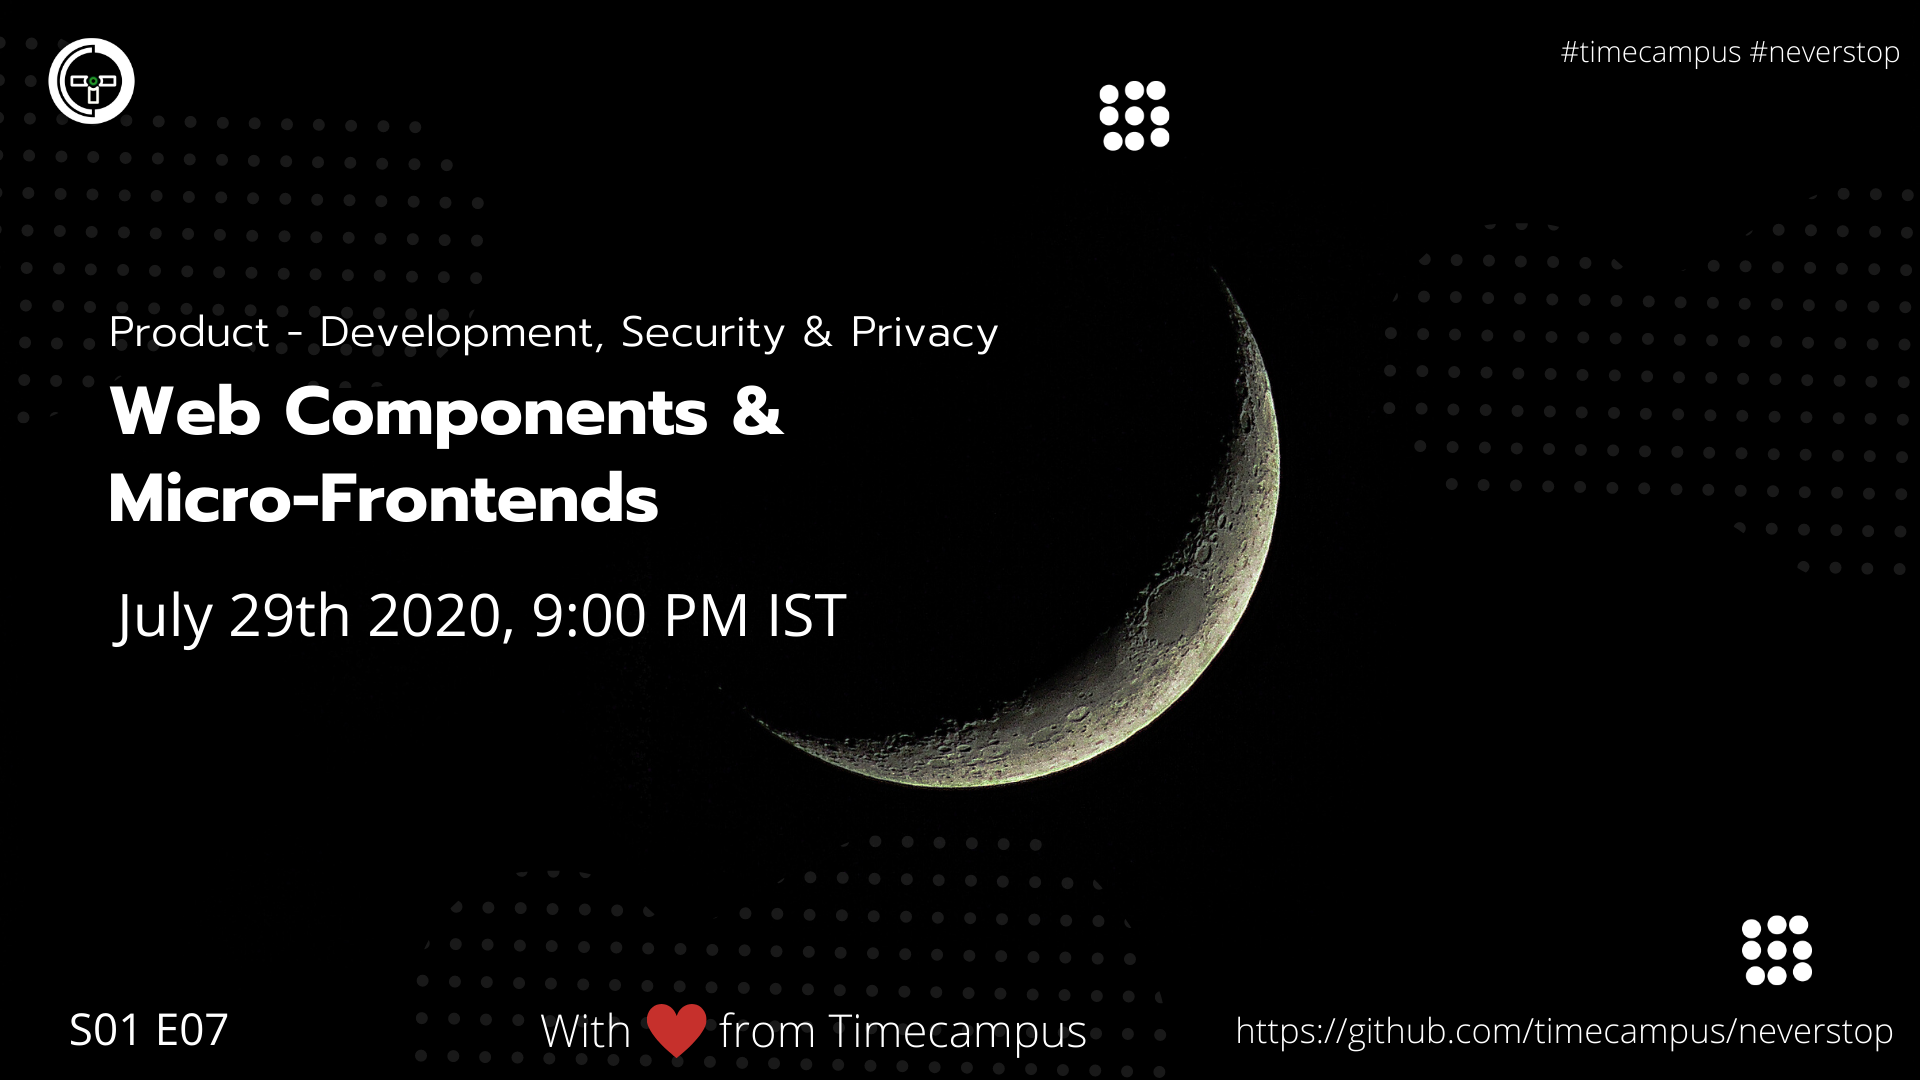 #timecampus #neverstop
Product - Development, Security & Privacy
Web Components &
Micro-Frontends
July 29th 2020, 9:00 PM IST
S01 E07
With ❤ from Timecampus
https://github.com/timecampus/neverstop